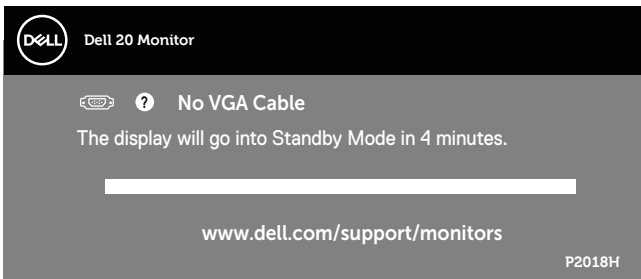 DELL Dell 20 Monitor
? No VGA Cable
The display will go into Standby Mode in 4 minutes.
www.dell.com/support/monitors
P2018H